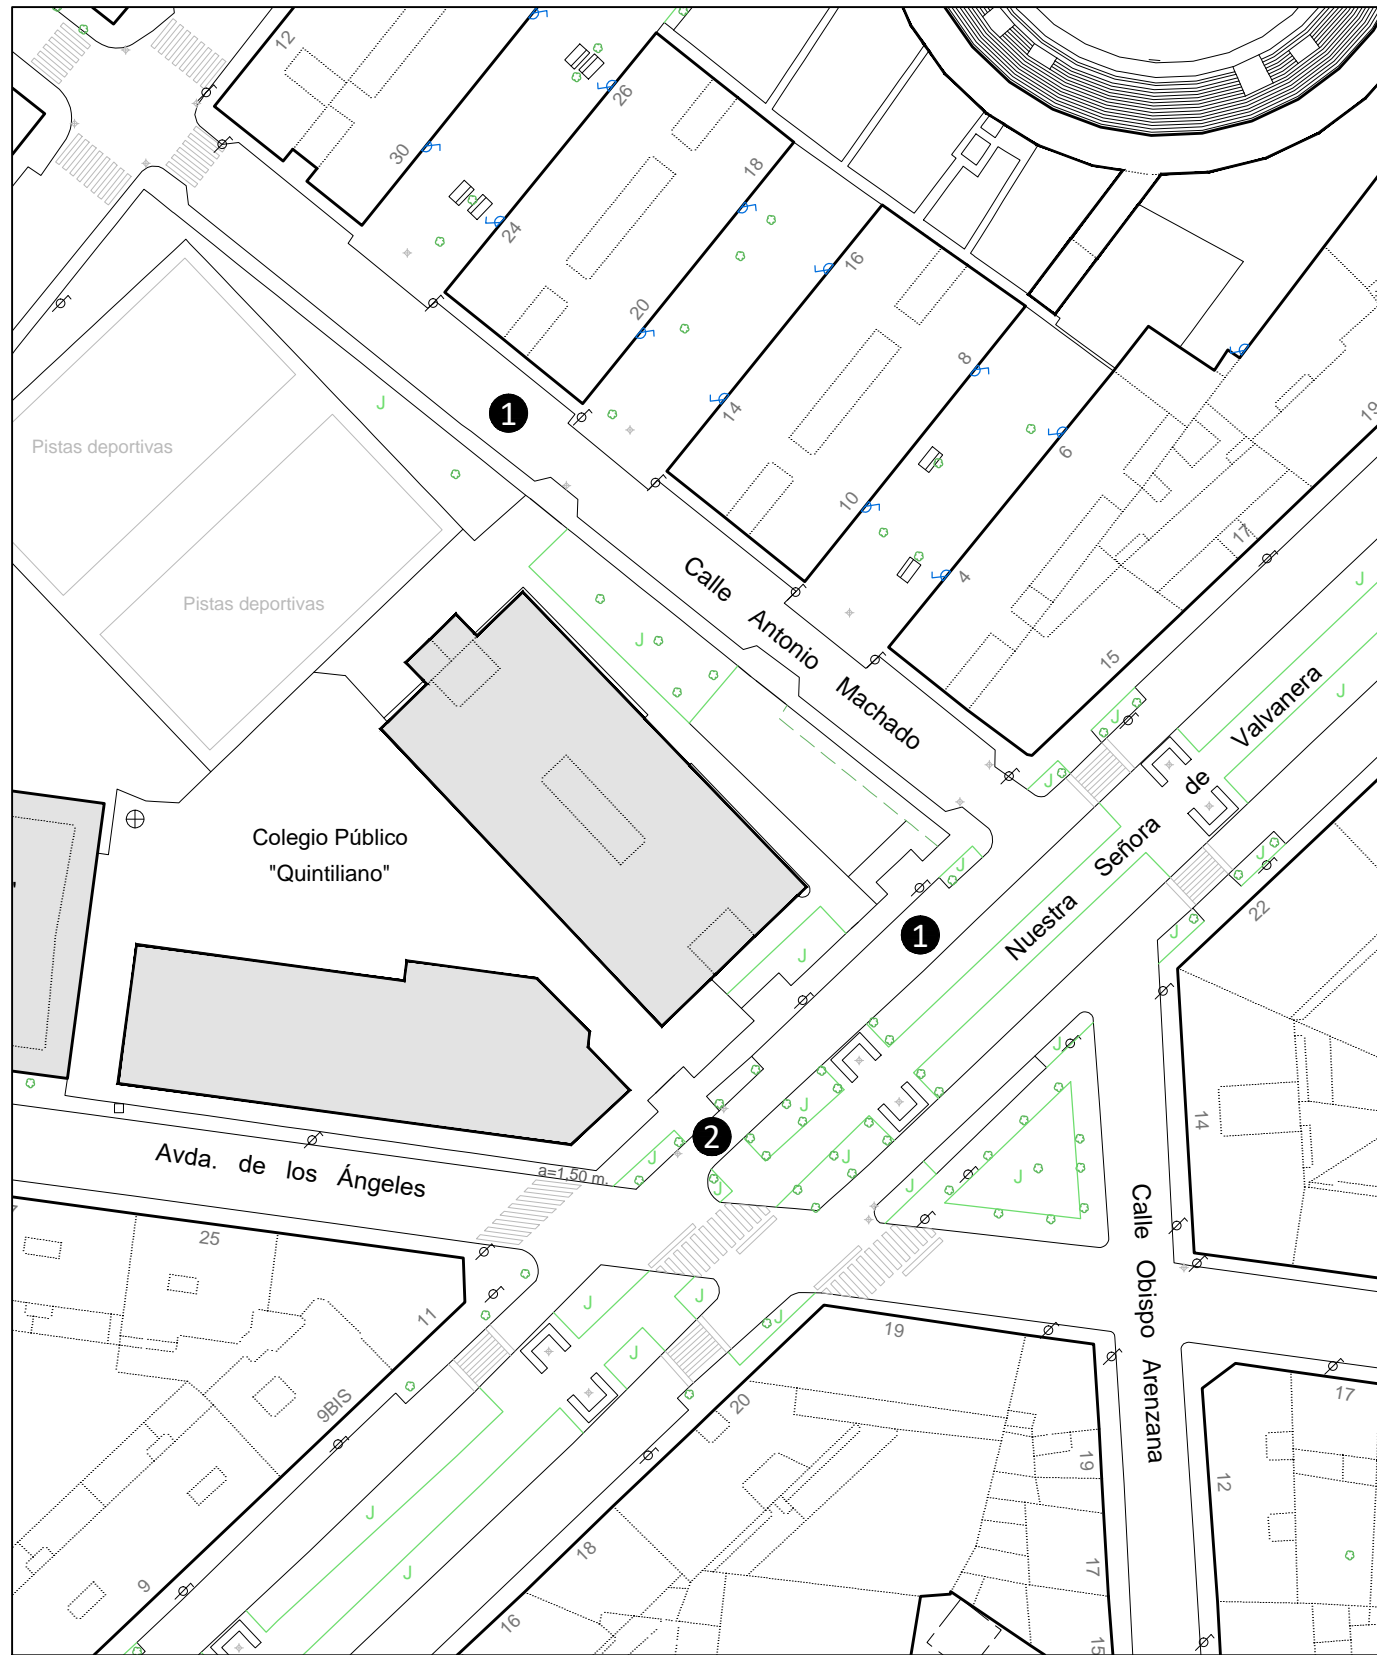 12
26
30
18
24
16
20
8
14
6
19
1
Pistas deportivas
10
17
4
Pistas deportivas
J
J
J
J
15
Calle Antonio Machado
J
J
J
Nuestra Señora de Valvanera
Colegio Público
"Quintiliano"
J
J
22
1
J
J
J
14
2
J
J
J
J
J
J
Avda. de los Ángeles
a=1,50 m.
25
11
J
J
J
J
19
Calle Obispo Arenzana
17
9BIS
20
19
12
J
18
17
J
9
16
15